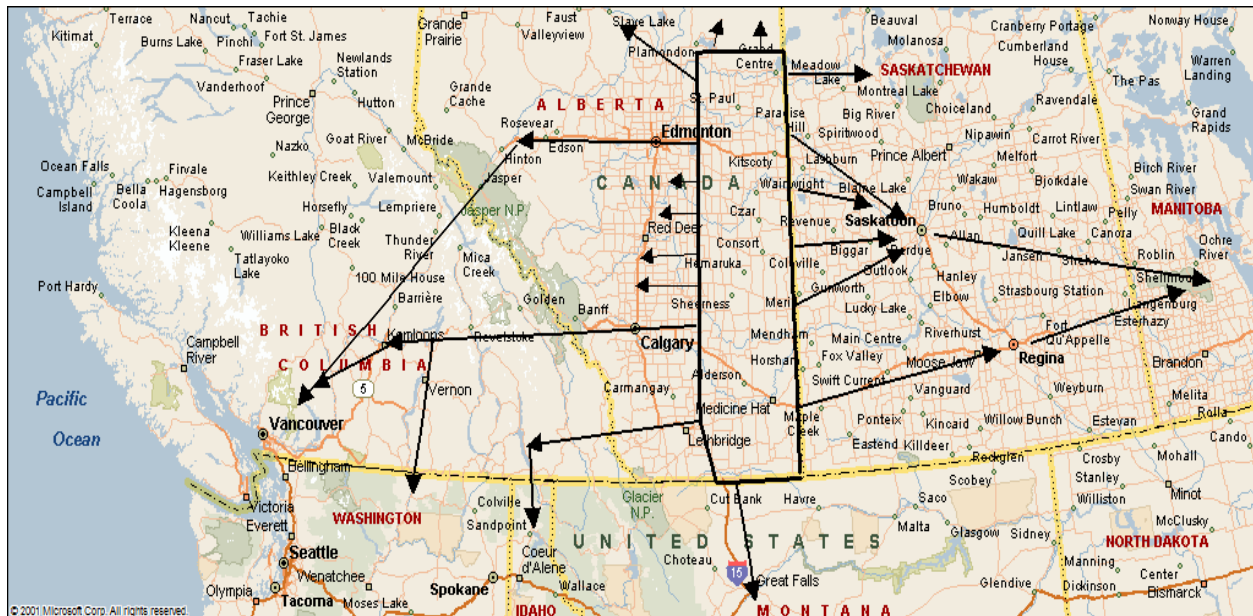 Terrace
Nancut
Tachie
Grande
Prairie
Faust
Slave Lake
Beauval
Cranberry Portage
Norway House
Kitimat
Burns Lake
Pinchi
Fort St. James
Valleyview
Plamondon
Grand
Centre
Molanosa
Cumberland
House
Fraser Lake
Newlands
Station
Meadow
Lake
SASKATCHEWAN
The Pas
Warren
Landing
Vanderhoof
Prince
George
Hutton
Grande
Cache
ALBERTA
St. Paul
Montreal Lake
Choiceland
Ravendale
Grand
Rapids
Goat River
McBride
Rosevear
Edson
Edmonton
Paradise
Hill
Big River
Spiritwood
Nipawin
Carrot River
Nazko
Hinton
Kitscoty
Lashburn
Prince Albert
Melfort
Birch River
Ocean Falls
Firvale
Keithley Creek
Valemount
Jasper
CANADA
Wainwright
Blaine Lake
Wakaw
Bjorkdale
Swan River
Campbell
Island
Bella
Coola
Hagensborg
Horsefly
Lempriere
Jasper N.P.
Czar
Revenue
Saskatoon
Bruno
Humboldt
Lintlaw
Pelly
MANITOBA
Kleena
Kleene
Williams Lake
Black
Creek
Thunder
River
Red Deer
Consort
Biggar
Perdue
Allan
Quill Lake
Canora
Ochre
River
Tatlayoko
Lake
Mica
Creek
Hemaruka
Coleville
Outlook
Jansen
Sheho
Roblin
Port Hardy
100 Mile House
Hanley
Shellmouth
Barrière
Golden
Banff
Sheerness
Merid
Gunworth
Lucky Lake
Elbow
Strasbourg Station
Langenburg
BRITISH
COLUMBIA
Kamloops
Revelstoke
Calgary
Mendham
Main Centre
Riverhurst
Fort
Qu'Appelle
Esterhazy
Campbell
River
5
Vernon
Horsham
Fox Valley
Moose Jaw
Regina
Brandon
Pacific
Ocean
Carmangay
Alderson
Swift Current
Vanguard
Weyburn
Melita
Vancouver
Medicine Hat
Maple
Creek
Ponteix
Kincaid
Willow Bunch
Estevan
Rolla
Lethbridge
Eastend
Killdeer
Rockglen
Cando
Bellingham
Crosby
Mohall
Victoria
Colville
Glacier
N.P.
Cut Bank
Havre
Saco
Scobey
Stanley
Williston
Minot
Everett
WASHINGTON
Sandpoint
Malta
Glasgow
Sidney
McClusky
Seattle
UNITED STATES
NORTH DAKOTA
Wenatchee
Coeur
d'Alene
Choteau
15
Great Falls
Manning
Center
Olympia
Tacoma
Moses Lake
Spokane
Wallace
Glendive
Dickinson
Bismarck
© 2001 Microsoft Corp. All rights reserved.
IDAHO
MONTANA